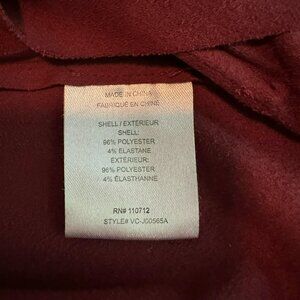 MADE IN CHINA
FABRIQUÉ EN CHINE
SHELL / EXTÉRIEUR
SHELL:
96% POLYESTER
4% ELASTANE
EXTÉRIEUR:
96% POLYESTER
4% ÉLASTHANNE
RN# 110712
STYLE# VC-J00565A